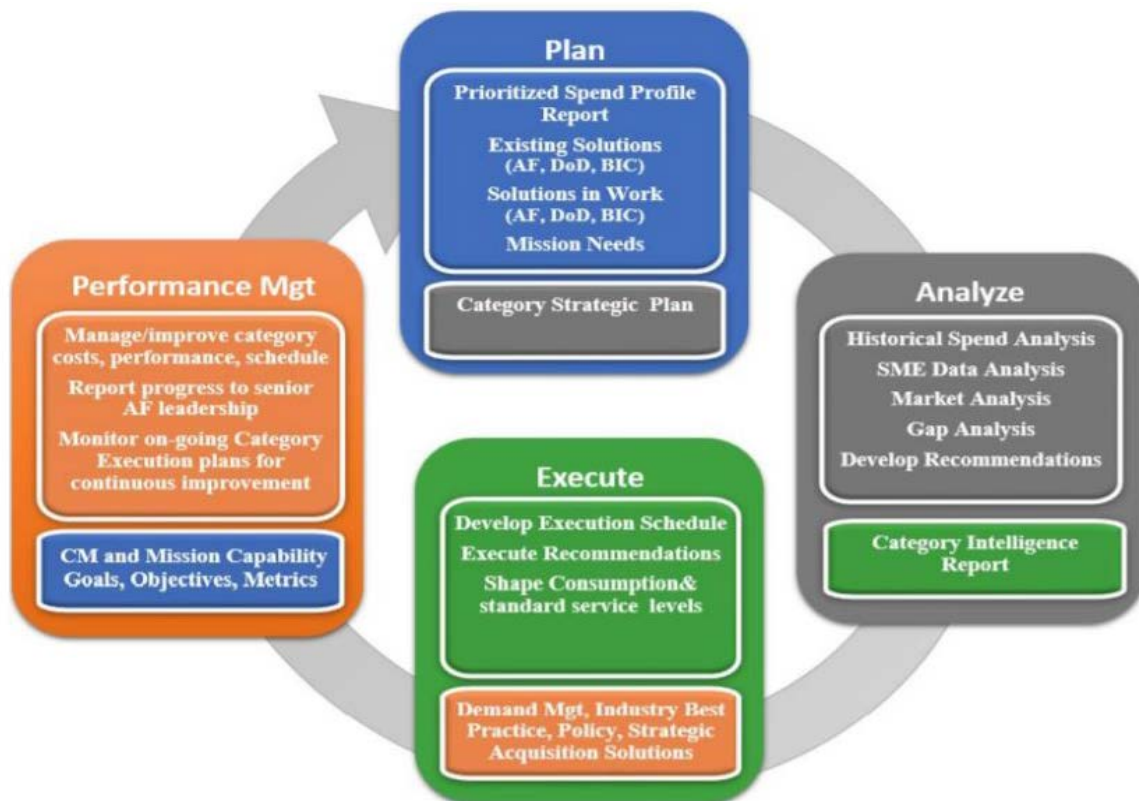 Plan
Prioritized Spend Profile
Report
Existing Solutions
(AF, DoD, BIC)
Solutions in Work
(AF, DoD, BIC)
Mission Needs
Category Strategic Plan
Analyze
Historical Spend Analysis
SME Data Analysis
Market Analysis
Gap Analysis
Develop Recommendations
Category Intelligence
Report
Execute
Develop Execution Schedule
Execute Recommendations
Shape Consumption&
standard service levels
Demand Mgt, Industry Best
Practice, Policy, Strategic
Acquisition Solutions
Performance Mgt
Manage/improve category
costs, performance, schedule
Report progress to senior
AF leadership
Monitor on-going Category
Execution plans for
continuous improvement
CM and Mission Capability
Goals, Objectives, Metrics